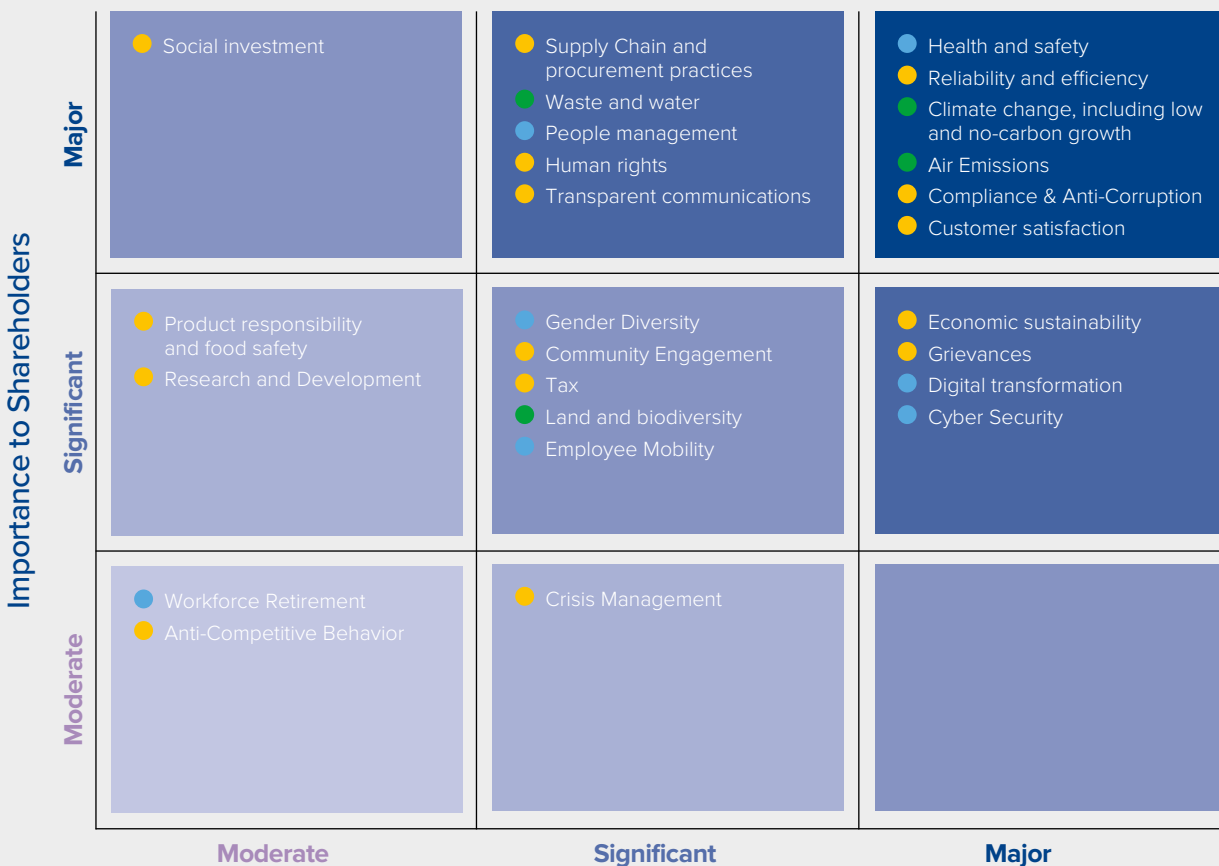 Importance to Shareholders
Major
Social investment
Supply Chain and
procurement practices
Waste and water
People management
Human rights
Transparent communications
Health and safety
Reliability and efficiency
Climate change, including low
and no-carbon growth
Air Emissions
Compliance & Anti-Corruption
Customer satisfaction
Significant
Product responsibility
and food safety
Research and Development
Gender Diversity
Community Engagement
Tax
Land and biodiversity
Employee Mobility
Economic sustainability
Grievances
Digital transformation
Cyber Security
Moderate
Workforce Retirement
Anti-Competitive Behavior
Crisis Management
Moderate
Significant
Major